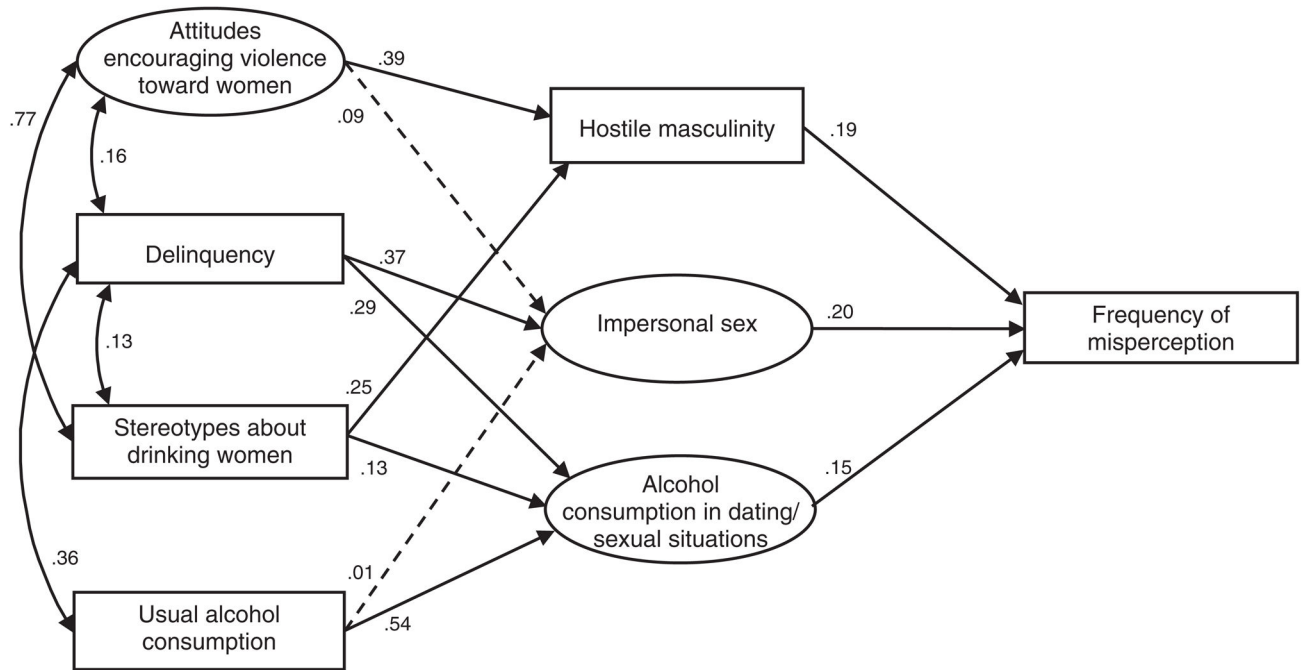 Attitudes
encouraging violence
toward women
.39
.77
.09
Hostile masculinity
.19
.16
Delinquency
.37
.29
Impersonal sex
.20
Frequency of
misperception
.13
.25
Stereotypes about
drinking women
.13
Alcohol
consumption in dating/
sexual situations
.15
.36
.01
Usual alcohol
consumption
.54